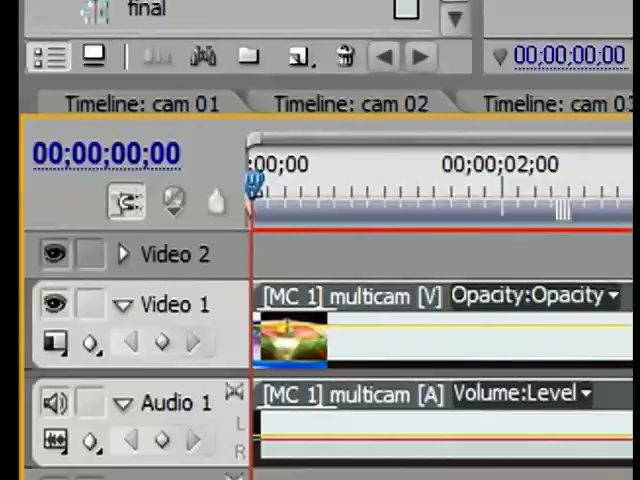 final
00;00;00;00
Timeline: cam 01 Timeline: cam 02 Timeline: cam 03
00;00;00;00 :00;00 00;00;02;00
Video 2
Video 1 [MC 1] multicam [V] Opacity:Opacity
Audio 1 [MC 1] multicam [A] Volume:Level
L
R